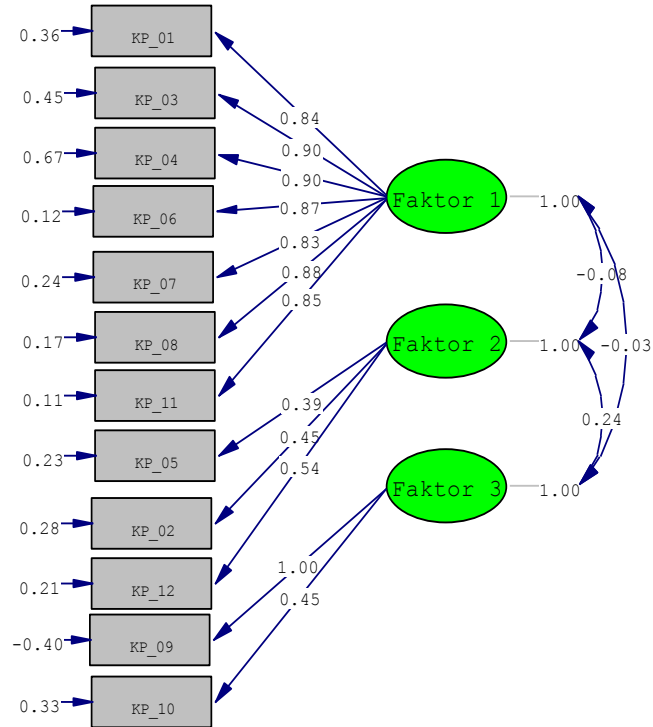 0.36 KP_01
0.45 KP_03
0.67 KP_04
0.12 KP_06
0.24 KP_07
0.17 KP_08
0.11 KP_11
0.23 KP_05
0.28 KP_02
0.21 KP_12
-0.40 KP_09
0.33 KP_10
0.84
0.90
0.90
0.87
0.83
0.88
0.85
0.39
0.45
0.54
1.00
0.45
Faktor 1 1.00
Faktor 2 1.00
Faktor 3 1.00
-0.08
-0.03
0.24